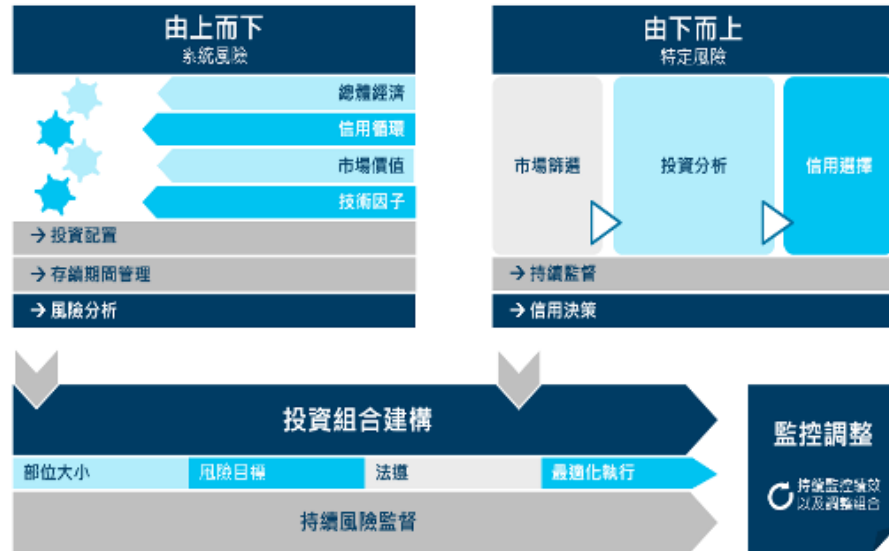 由上而下
系統風險
總體經濟
信用循環
市場價值
技術因子
→ 投資配置
→ 存續期間管理
→ 風險分析
由下而上
特定風險
市場篩選
投資分析
信用選擇
→ 持續監督
→ 信用決策
投資組合建構
部位大小
風險目標
法遵
最適化執行
持續風險監督
監控調整
持續監控績效
以及調整組合